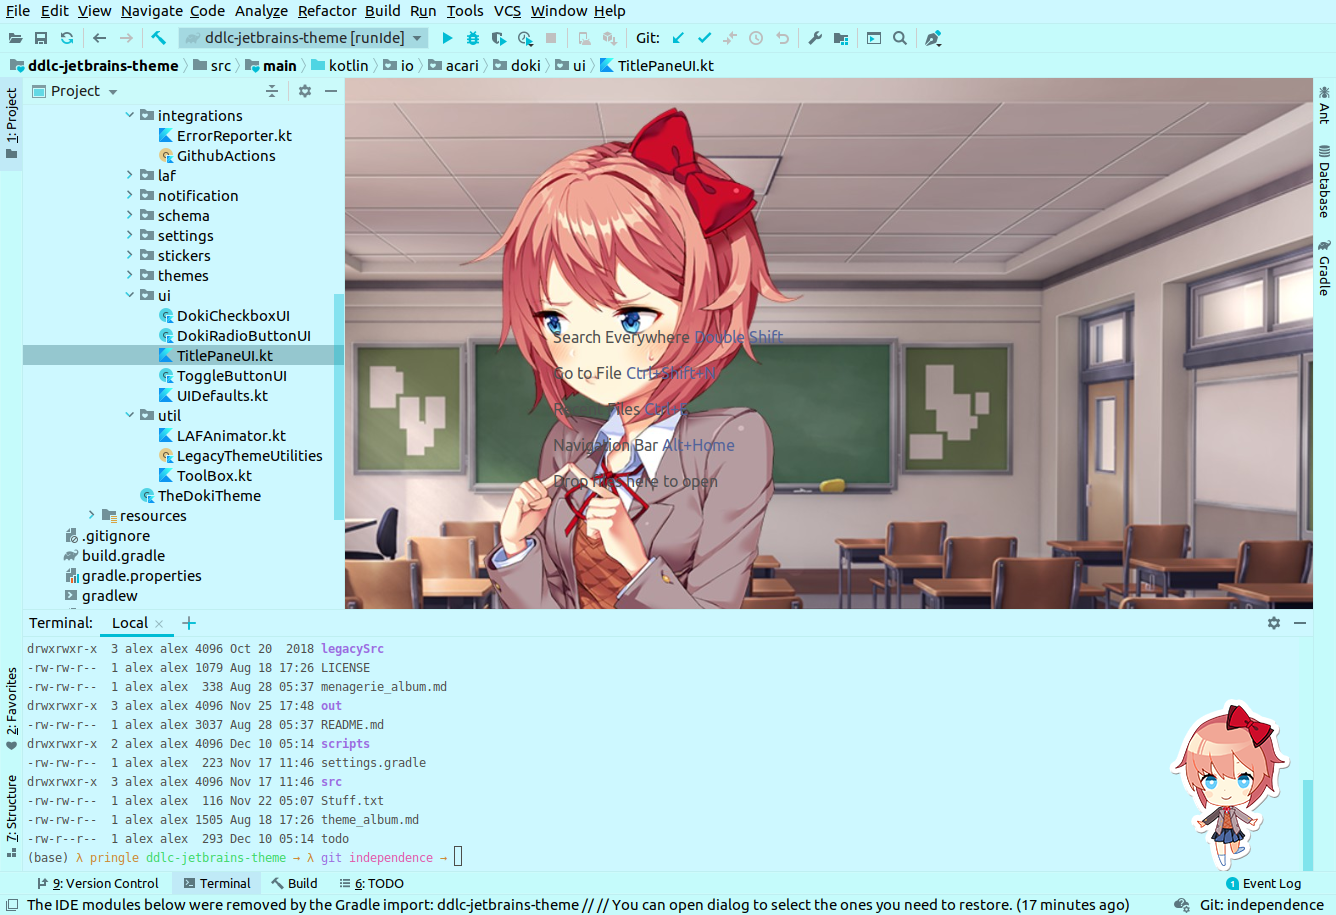 File Edit View Navigate Code Analyze Refactor Build Run Tools VCS Window Help
ddlc-jetbrains-theme [runIde] Git:
ddlc-jetbrains-theme src main kotlin io acari doki ui TitlePaneUI.kt
1: Project
Project
integrations
ErrorReporter.kt
GithubActions
laf
notification
schema
settings
stickers
themes
ui
DokiCheckboxUI
DokiRadioButtonUI
TitlePaneUI.kt
ToggleButtonUI
UIDefaults.kt
util
LAFAnimator.kt
LegacyThemeUtilities
ToolBox.kt
TheDokiTheme
resources
.gitignore
build.gradle
gradle.properties
gradlew
Search Everywhere Double Shift
Go to File Ctrl+Shift+N
Recent Files Ctrl+E
Navigation Bar Alt+Home
Drop files here to open
Ant
Database
Gradle
2: Favorites
7: Structure
Terminal: Local
drwxrwxr-x 3 alex alex 4096 Oct 20 2018 legacySrc
-rw-rw-r-- 1 alex alex 1079 Aug 18 17:26 LICENSE
-rw-rw-r-- 1 alex alex 338 Aug 28 05:37 menagerie_album.md
drwxrwxr-x 3 alex alex 4096 Nov 25 17:48 out
-rw-rw-r-- 1 alex alex 3037 Aug 28 05:37 README.md
drwxrwxr-x 2 alex alex 4096 Dec 10 05:14 scripts
-rw-rw-r-- 1 alex alex 223 Nov 17 11:46 settings.gradle
drwxrwxr-x 4 alex alex 4096 Nov 17 11:46 src
-rw-rw-r-- 1 alex alex 116 Nov 22 05:07 Stuff.txt
-rw-rw-r-- 1 alex alex 1505 Aug 18 17:26 theme_album.md
-rw-r--r-- 1 alex alex 293 Dec 10 05:14 todo
(base) λ pringle ddlc-jetbrains-theme → λ git independence →
9: Version Control Terminal Build 6: TODO 1 Event Log
The IDE modules below were removed by the Gradle import: ddlc-jetbrains-theme // // You can open dialog to select the ones you need to restore. (17 minutes ago) Git: independence